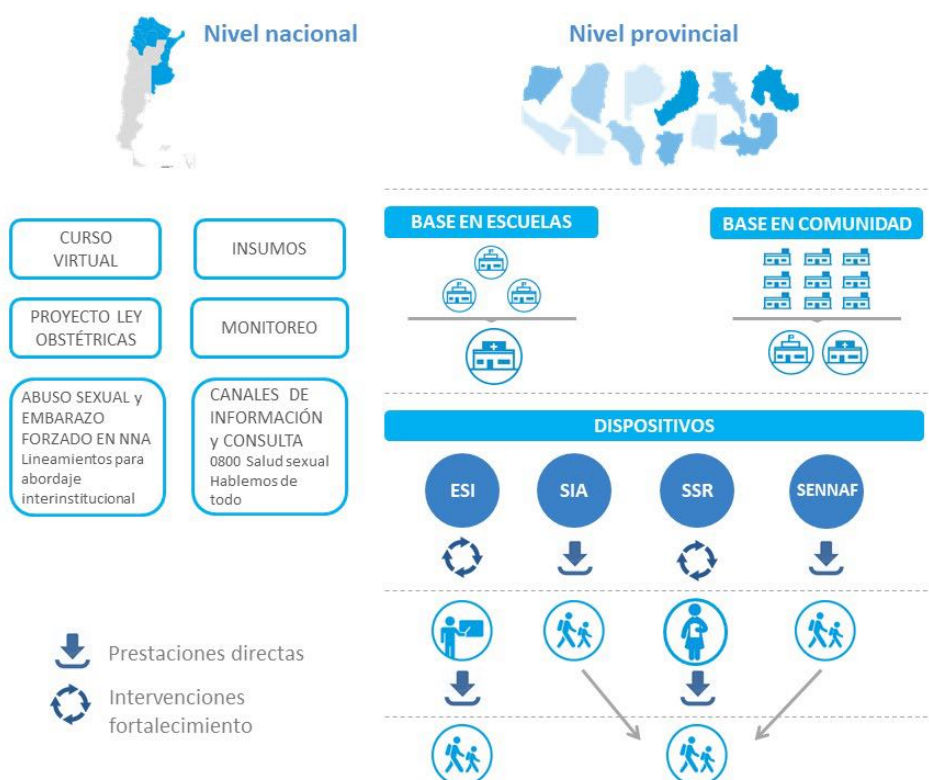 Nivel nacional
Nivel provincial
CURSO
VIRTUAL
INSUMOS
PROYECTO LEY
OBSTÉTRICAS
MONITOREO
ABUSO SEXUAL y
EMBARAZO
FORZADO EN NNA
Lineamientos para
abordaje
interinstitucional
CANALES DE
INFORMACIÓN
y CONSULTA
0800 Salud sexual
Hablemos de
todo
Prestaciones directas
Intervenciones
fortalecimiento
BASE EN ESCUELAS
BASE EN COMUNIDAD
DISPOSITIVOS
ESI
SIA
SSR
SENNAF